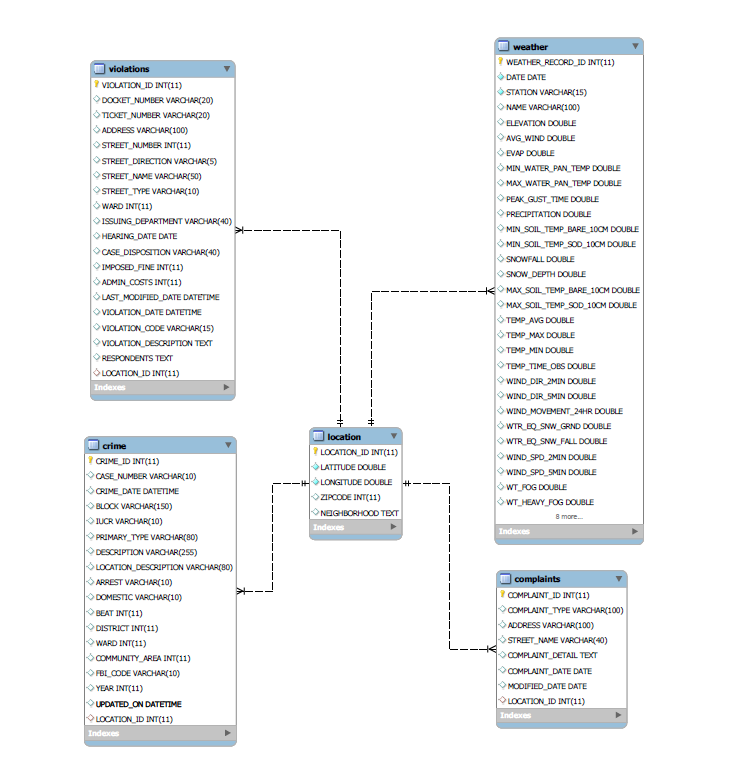 violations
VIOLATION_ID INT(11)
DOCKET_NUMBER VARCHAR(20)
TICKET_NUMBER VARCHAR(20)
ADDRESS VARCHAR(100)
STREET_NUMBER INT(11)
STREET_DIRECTION VARCHAR(5)
STREET_NAME VARCHAR(50)
STREET_TYPE VARCHAR(10)
WARD INT(11)
ISSUING_DEPARTMENT VARCHAR(40)
HEARING_DATE DATE
CASE_DISPOSITION VARCHAR(40)
IMPOSED_FINE INT(11)
ADMIN_COSTS INT(11)
LAST_MODIFIED_DATE DATETIME
VIOLATION_DATE DATETIME
VIOLATION_CODE VARCHAR(15)
VIOLATION_DESCRIPTION TEXT
RESPONDENTS TEXT
LOCATION_ID INT(11)
Indexes
weather
WEATHER_RECORD_ID INT(11)
DATE DATE
STATION VARCHAR(15)
NAME VARCHAR(100)
ELEVATION DOUBLE
AVG_WIND DOUBLE
EVAP DOUBLE
MIN_WATER_PAN_TEMP DOUBLE
MAX_WATER_PAN_TEMP DOUBLE
PEAK_GUST_TIME DOUBLE
PRECIPITATION DOUBLE
MIN_SOIL_TEMP_BARE_10CM DOUBLE
MIN_SOIL_TEMP_SOD_10CM DOUBLE
SNOWFALL DOUBLE
SNOW_DEPTH DOUBLE
MAX_SOIL_TEMP_BARE_10CM DOUBLE
MAX_SOIL_TEMP_SOD_10CM DOUBLE
TEMP_AVG DOUBLE
TEMP_MAX DOUBLE
TEMP_MIN DOUBLE
TEMP_TIME_OBS DOUBLE
WIND_DIR_2MIN DOUBLE
WIND_DIR_5MIN DOUBLE
WIND_MOVEMENT_24HR DOUBLE
WTR_EQ_SNW_GRND DOUBLE
WTR_EQ_SNW_FALL DOUBLE
WIND_SPD_2MIN DOUBLE
WIND_SPD_5MIN DOUBLE
WT_FOG DOUBLE
WT_HEAVY_FOG DOUBLE
8 more...
Indexes
location
LOCATION_ID INT(11)
LATITUDE DOUBLE
LONGITUDE DOUBLE
ZIPCODE INT(11)
NEIGHBORHOOD TEXT
Indexes
crime
CRIME_ID INT(11)
CASE_NUMBER VARCHAR(10)
CRIME_DATE DATETIME
BLOCK VARCHAR(150)
IUCR VARCHAR(10)
PRIMARY_TYPE VARCHAR(80)
DESCRIPTION VARCHAR(255)
LOCATION_DESCRIPTION VARCHAR(80)
ARREST VARCHAR(10)
DOMESTIC VARCHAR(10)
BEAT INT(11)
DISTRICT INT(11)
WARD INT(11)
COMMUNITY_AREA INT(11)
FBI_CODE VARCHAR(10)
YEAR INT(11)
UPDATED_ON DATETIME
LOCATION_ID INT(11)
Indexes
complaints
COMPLAINT_ID INT(11)
COMPLAINT_TYPE VARCHAR(100)
ADDRESS VARCHAR(100)
STREET_NAME VARCHAR(40)
COMPLAINT_DETAIL TEXT
COMPLAINT_DATE DATE
MODIFIED_DATE DATE
LOCATION_ID INT(11)
Indexes